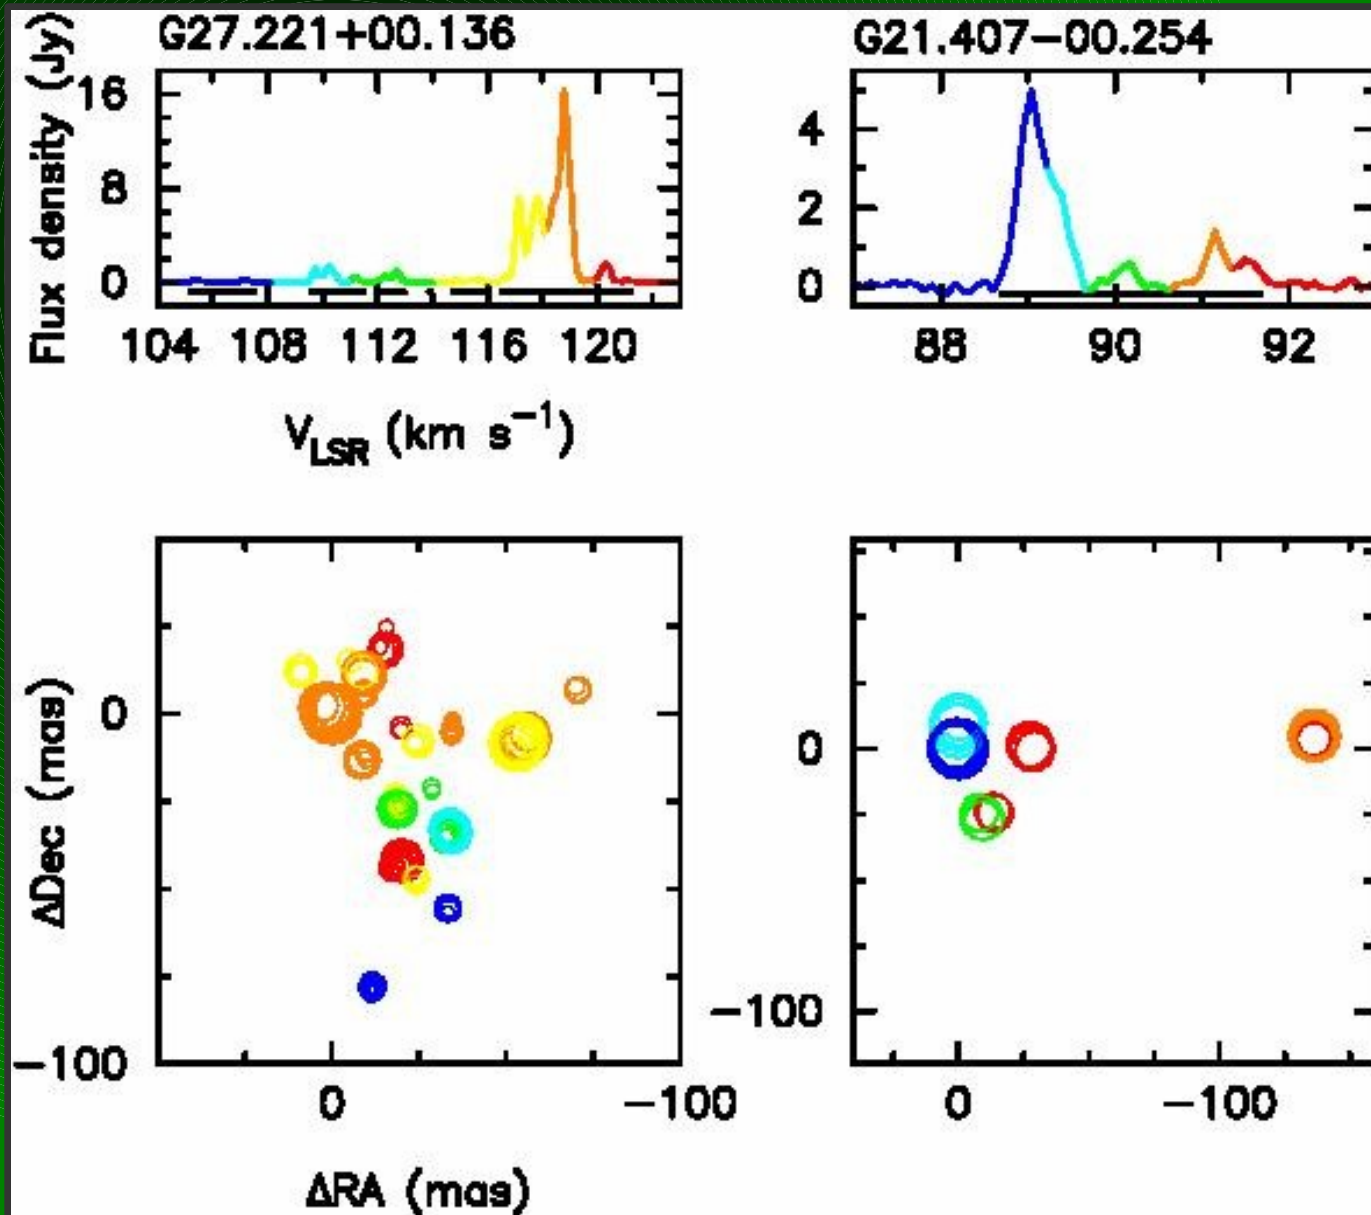 G27.221+00.136
G21.407−00.254
Flux density (Jy)
16
8
0
104 108 112 116 120
4
2
0
88 90 92
V_LSR (km s⁻¹)
ΔDec (mas)
0
−100
0 −100
0
−100
0 −100
ΔRA (mas)